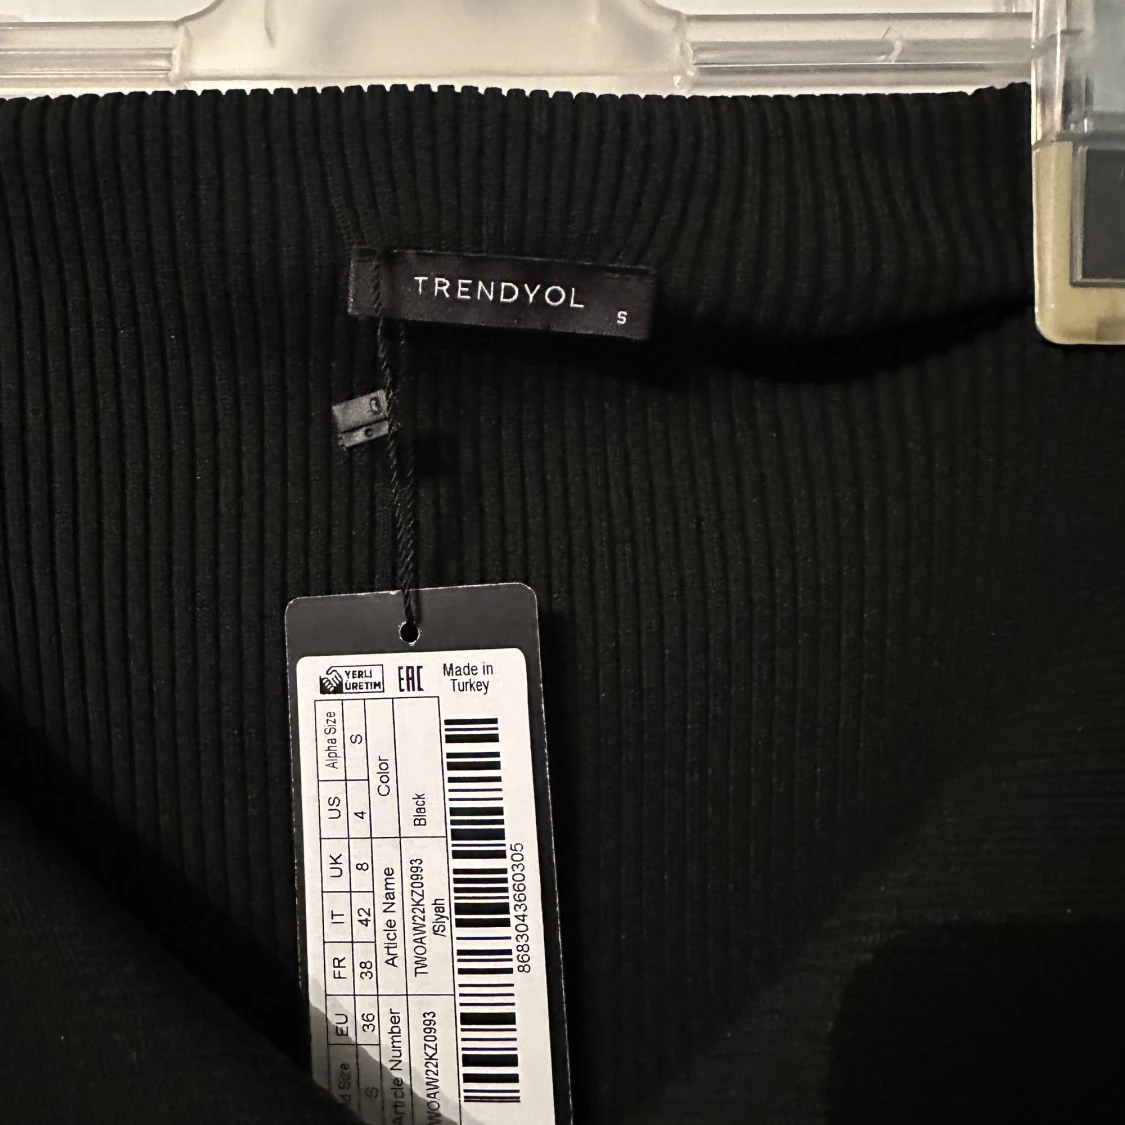 TRENDYOL
S
YERLİ
ÜRETİM
EAC
Made in
Turkey
Alpha Size
US
UK
IT
FR
EU
Size
S
4
8
42
38
36
S
Color
Article Name
Article Number
Black
TWOAW22KZ0993
/Siyah
WOAW22KZ0993
8683043660305